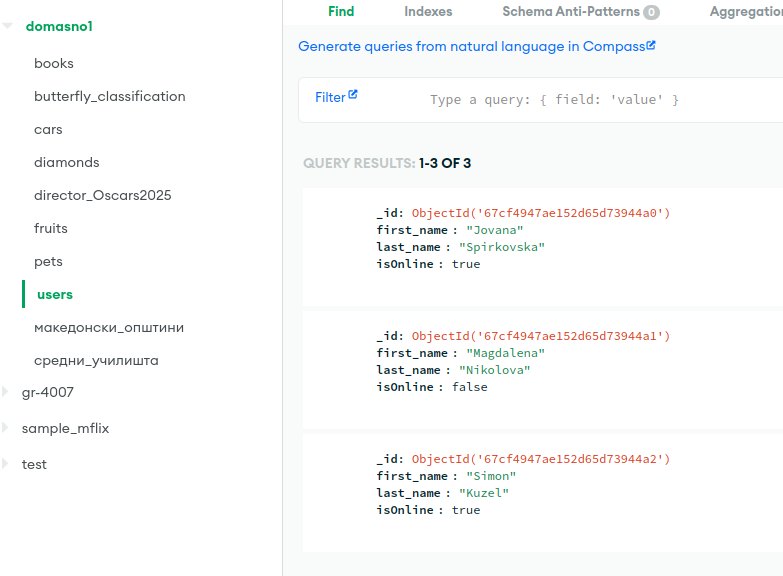 domasno1
books
butterfly_classification
cars
diamonds
director_Oscars2025
fruits
pets
users
македонски_општини
средни_училишта
gr-4007
sample_mflix
test
Find Indexes Schema Anti-Patterns 0 Aggregation
Generate queries from natural language in Compass
Filter Type a query: { field: 'value' }
QUERY RESULTS: 1-3 OF 3
_id: ObjectId('67cf4947ae152d65d73944a0')
first_name : "Jovana"
last_name : "Spirkovska"
isOnline : true
_id: ObjectId('67cf4947ae152d65d73944a1')
first_name : "Magdalena"
last_name : "Nikolova"
isOnline : false
_id: ObjectId('67cf4947ae152d65d73944a2')
first_name : "Simon"
last_name : "Kuzel"
isOnline : true